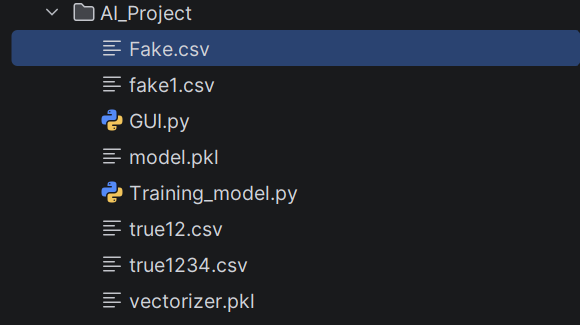 AI_Project
Fake.csv
fake1.csv
GUI.py
model.pkl
Training_model.py
true12.csv
true1234.csv
vectorizer.pkl